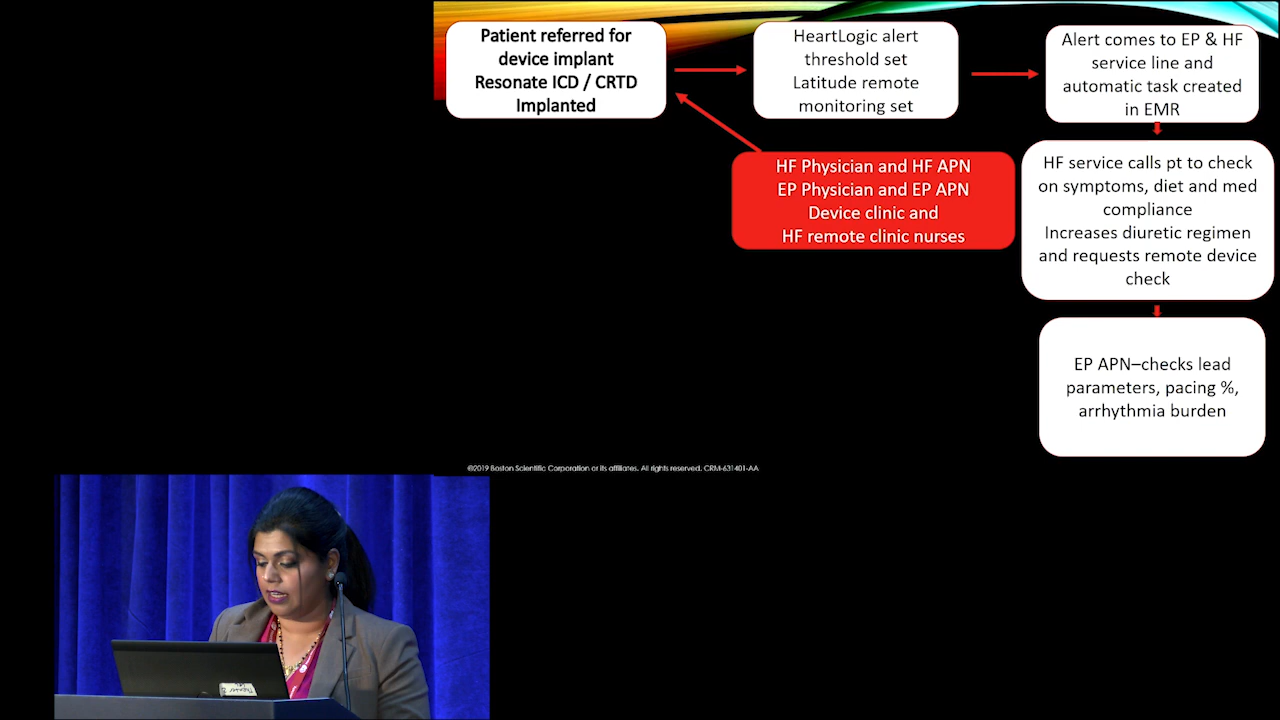 Patient referred for
device implant
Resonate ICD / CRTD
Implanted
HeartLogic alert
threshold set
Latitude remote
monitoring set
Alert comes to EP & HF
service line and
automatic task created
in EMR
HF Physician and HF APN
EP Physician and EP APN
Device clinic and
HF remote clinic nurses
HF service calls pt to check
on symptoms, diet and med
compliance
Increases diuretic regimen
and requests remote device
check
EP APN–checks lead
parameters, pacing %,
arrhythmia burden
©2019 Boston Scientific Corporation or its affiliates. All rights reserved. CRM-631401-AA